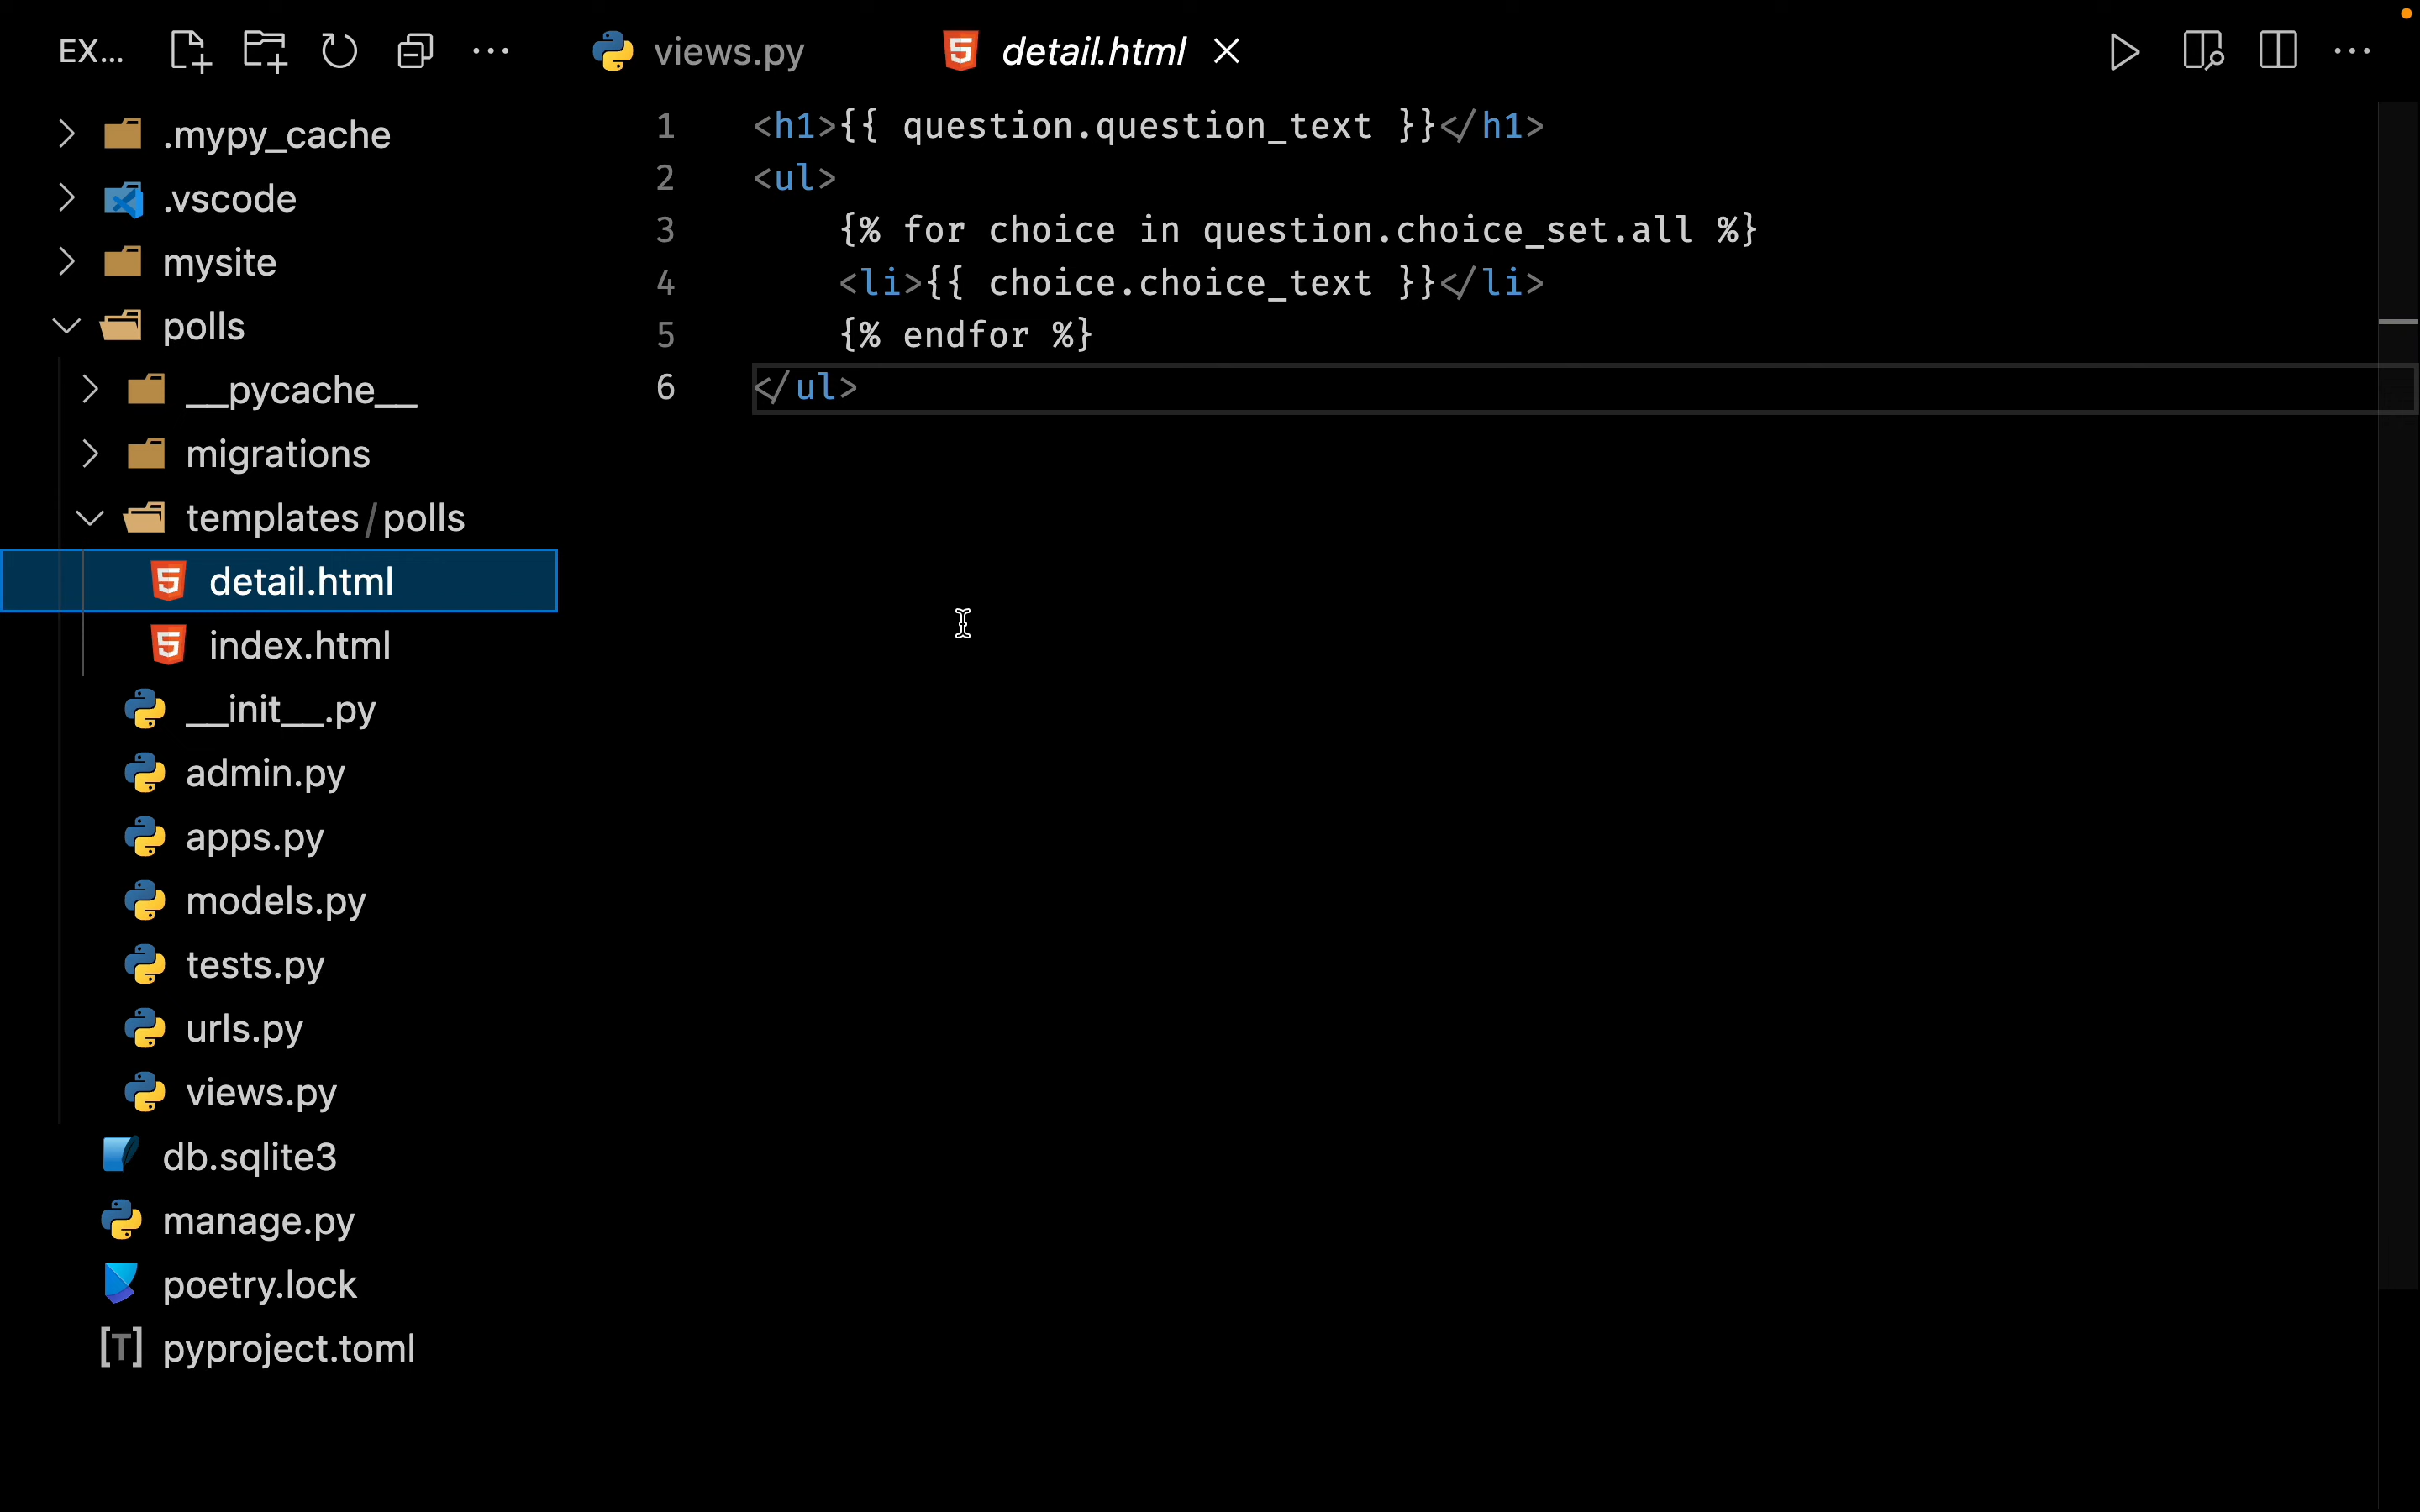 EX...
views.py
detail.html
.mypy_cache
.vscode
mysite
polls
__pycache__
migrations
templates/polls
detail.html
index.html
__init__.py
admin.py
apps.py
models.py
tests.py
urls.py
views.py
db.sqlite3
manage.py
poetry.lock
[T] pyproject.toml
1 <h1>{{ question.question_text }}</h1>
2 <ul>
3 {% for choice in question.choice_set.all %}
4 <li>{{ choice.choice_text }}</li>
5 {% endfor %}
6 </ul>